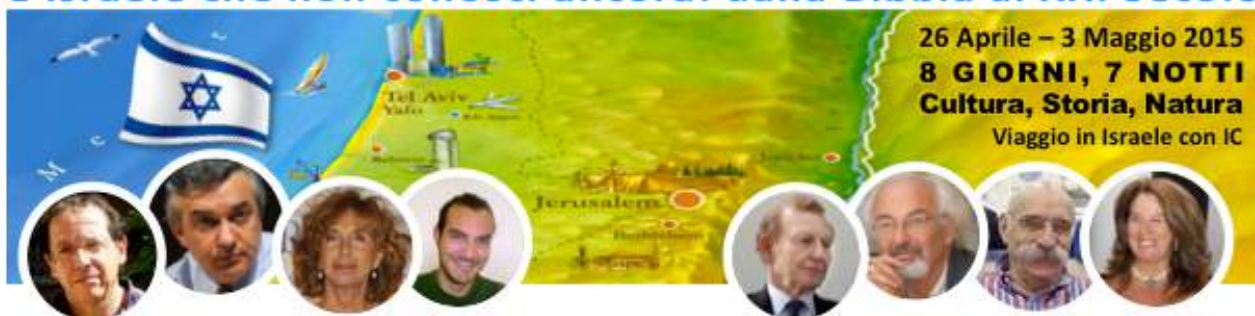 26 Aprile – 3 Maggio 2015
8 GIORNI, 7 NOTTI
Cultura, Storia, Natura
Viaggio in Israele con IC
Tel Aviv
Yafo
M e
Jerusalem
Bethlehem